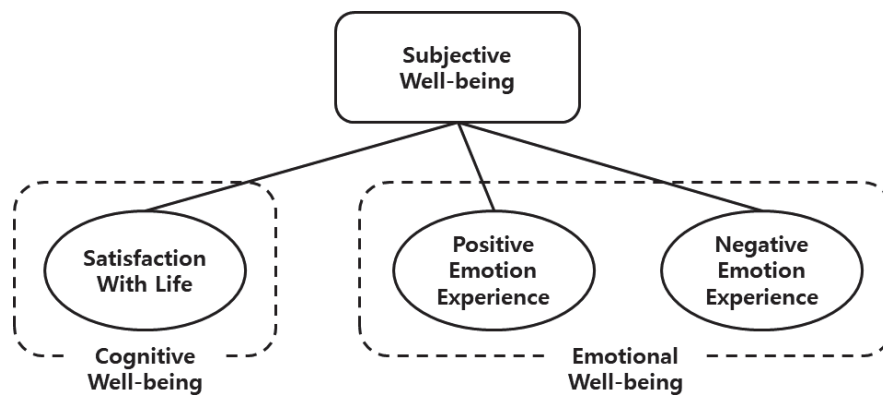 Subjective
Well-being
Satisfaction
With Life
Positive
Emotion
Experience
Negative
Emotion
Experience
Cognitive
Well-being
Emotional
Well-being